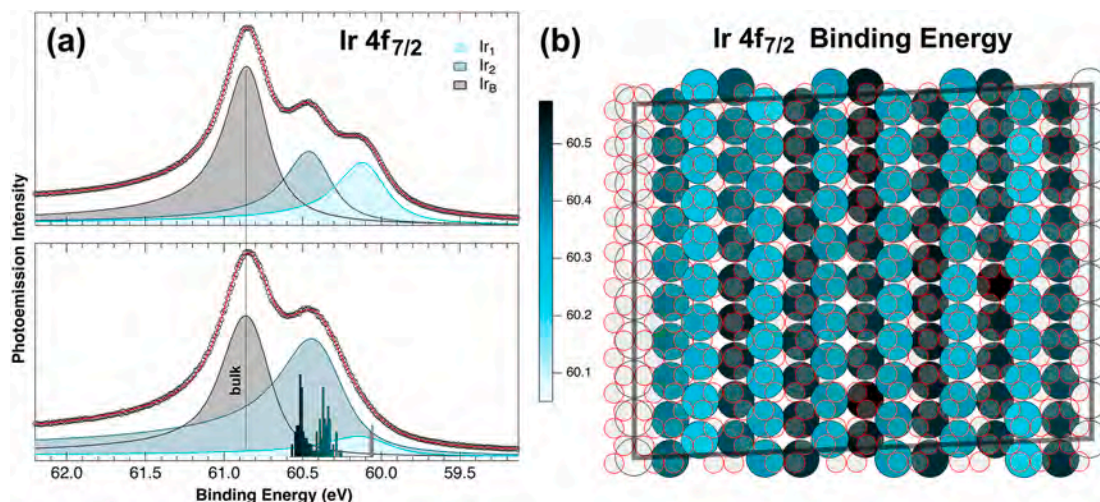 (a)
Ir 4f7/2
Ir1
Ir2
IrB
bulk
Photoemission Intensity
62.0 61.5 61.0 60.5 60.0 59.5
Binding Energy (eV)
(b)
Ir 4f7/2 Binding Energy
60.5
60.4
60.3
60.2
60.1